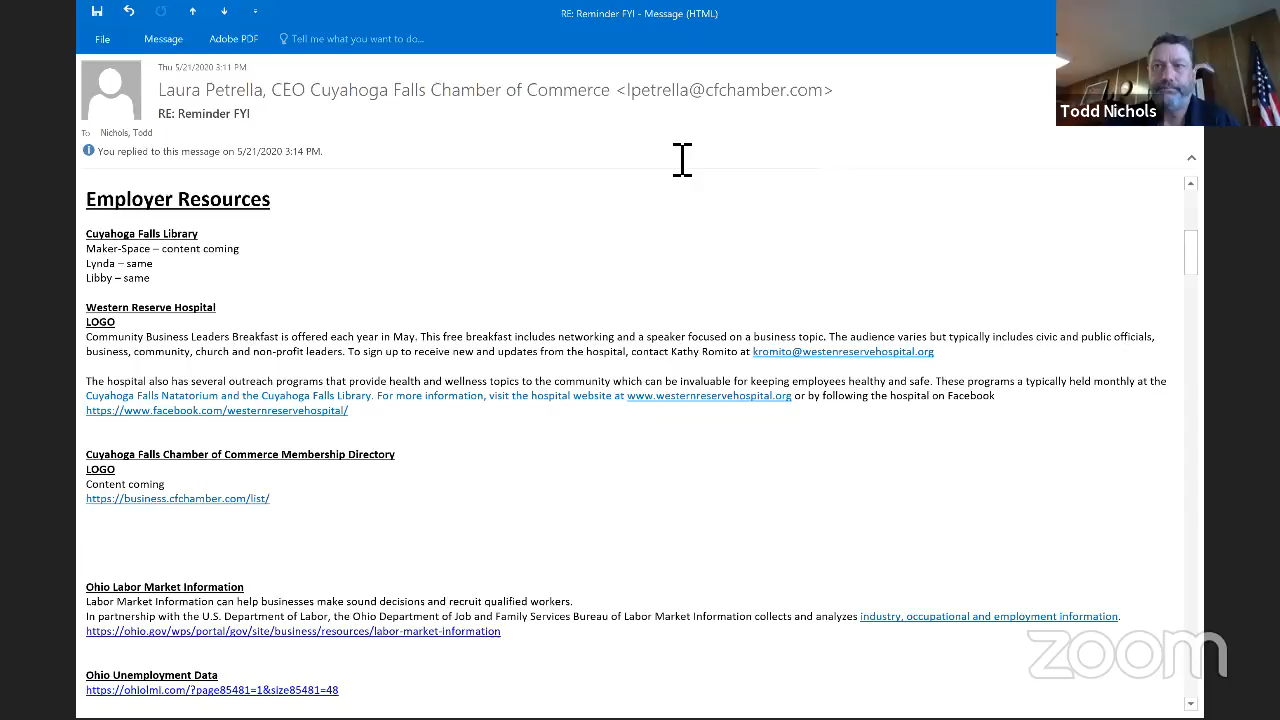 RE: Reminder FYI - Message (HTML)
File Message Adobe PDF Tell me what you want to do...
Thu 5/21/2020 3:11 PM
Laura Petrella, CEO Cuyahoga Falls Chamber of Commerce <lpetrella@cfchamber.com>
RE: Reminder FYI
To Nichols, Todd
You replied to this message on 5/21/2020 3:14 PM.
Todd Nichols
Employer Resources
Cuyahoga Falls Library
Maker-Space – content coming
Lynda – same
Libby – same
Western Reserve Hospital
LOGO
Community Business Leaders Breakfast is offered each year in May. This free breakfast includes networking and a speaker focused on a business topic. The audience varies but typically includes civic and public officials,
business, community, church and non-profit leaders. To sign up to receive new and updates from the hospital, contact Kathy Romito at kromito@westenreservehospital.org
The hospital also has several outreach programs that provide health and wellness topics to the community which can be invaluable for keeping employees healthy and safe. These programs a typically held monthly at the
Cuyahoga Falls Natatorium and the Cuyahoga Falls Library. For more information, visit the hospital website at www.westernreservehospital.org or by following the hospital on Facebook
https://www.facebook.com/westernreservehospital/
Cuyahoga Falls Chamber of Commerce Membership Directory
LOGO
Content coming
https://business.cfchamber.com/list/
Ohio Labor Market Information
Labor Market Information can help businesses make sound decisions and recruit qualified workers.
In partnership with the U.S. Department of Labor, the Ohio Department of Job and Family Services Bureau of Labor Market Information collects and analyzes industry, occupational and employment information.
https://ohio.gov/wps/portal/gov/site/business/resources/labor-market-information
Ohio Unemployment Data
https://ohiolmi.com/?page85481=1&size85481=48
zoom